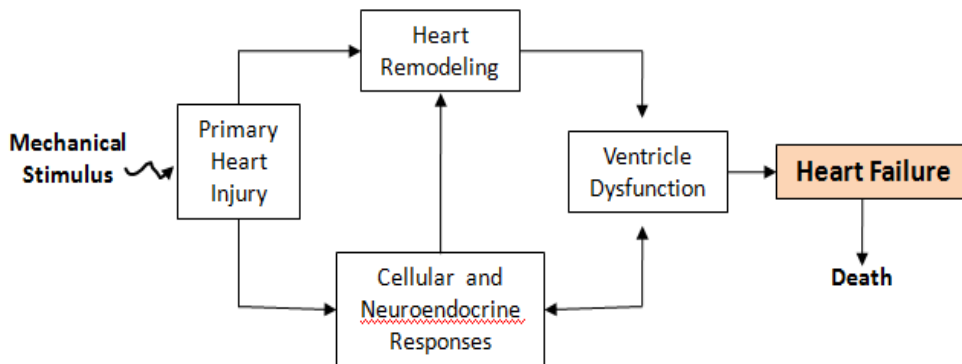 Heart
Remodeling
Mechanical
Stimulus
Primary
Heart
Injury
Ventricle
Dysfunction
Heart Failure
Cellular and
Neuroendocrine
Responses
Death